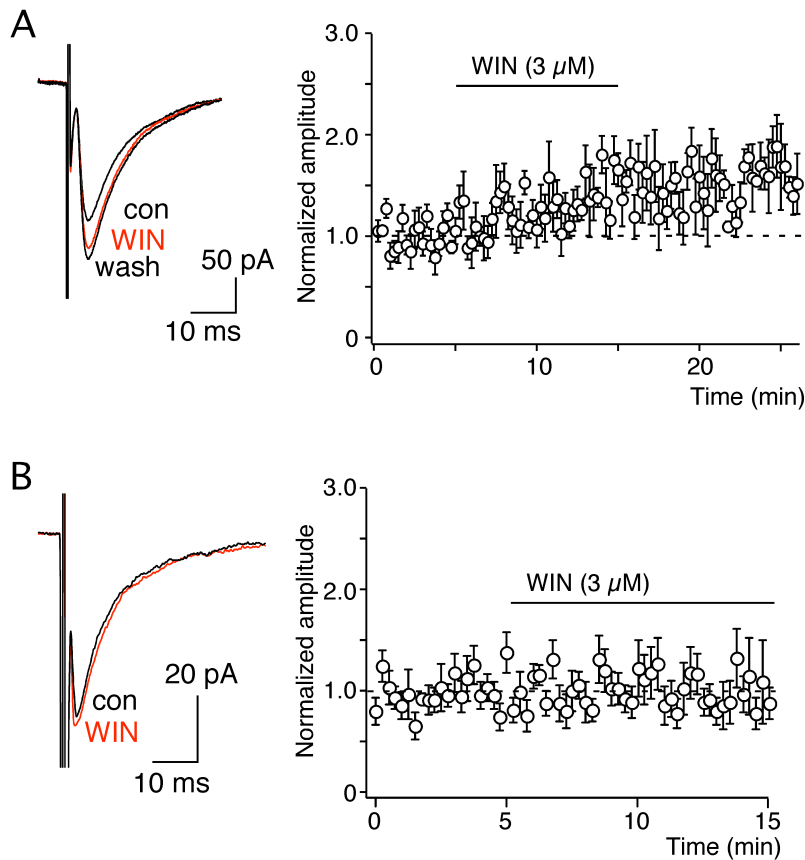 A
con
WIN
wash
50 pA
10 ms
Normalized amplitude
3.0
2.0
1.0
0
WIN (3 µM)
0
10
20
Time (min)
B
con
WIN
20 pA
10 ms
Normalized amplitude
3.0
2.0
1.0
0
WIN (3 µM)
0
5
10
15
Time (min)